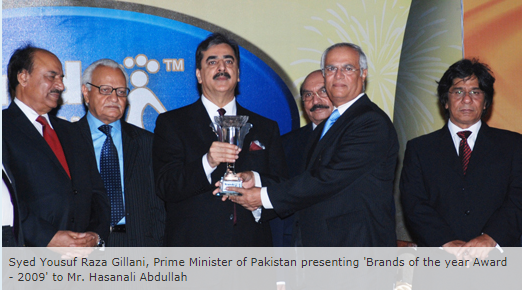 TM
Syed Yousuf Raza Gillani, Prime Minister of Pakistan presenting 'Brands of the year Award
- 2009' to Mr. Hasanali Abdullah